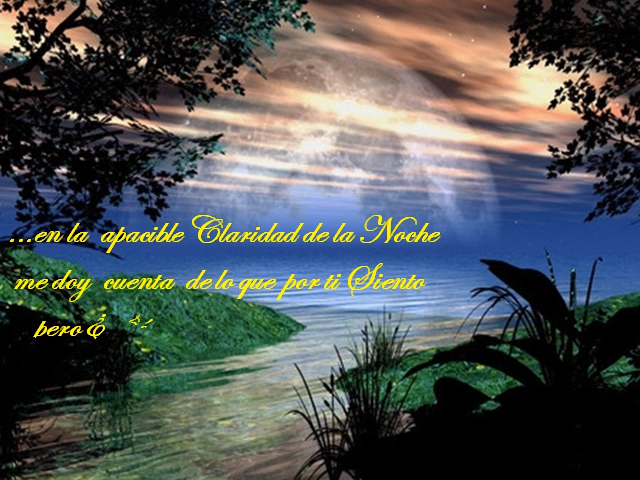 ...en la apacible Claridad de la Noche
me doy cuenta de lo que por ti Siento
pero